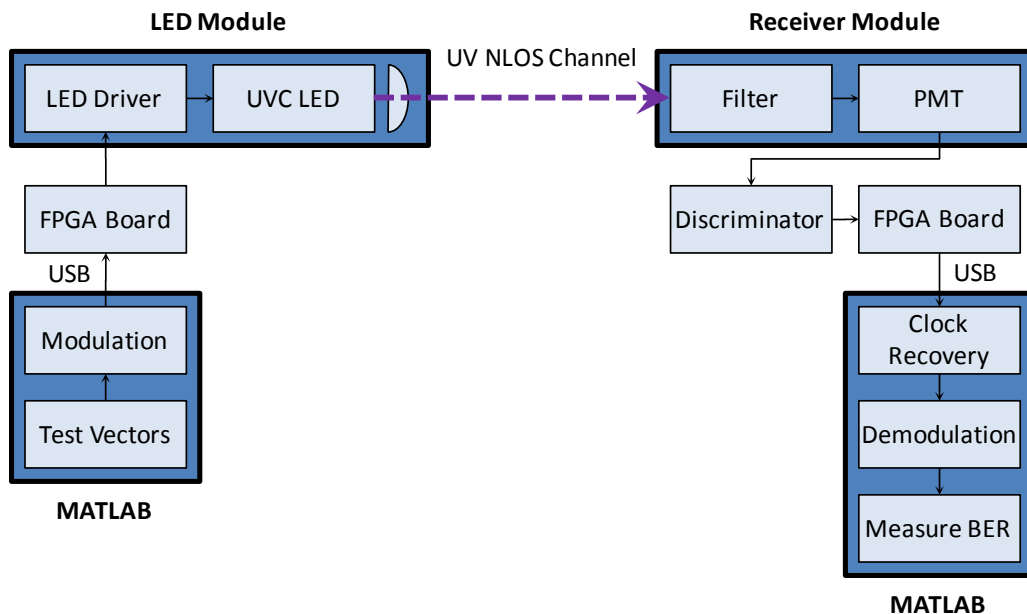 LED Module
Receiver Module
UV NLOS Channel
LED Driver
UVC LED
Filter
PMT
FPGA Board
Discriminator
FPGA Board
USB
USB
Modulation
Clock
Recovery
Test Vectors
Demodulation
MATLAB
Measure BER
MATLAB